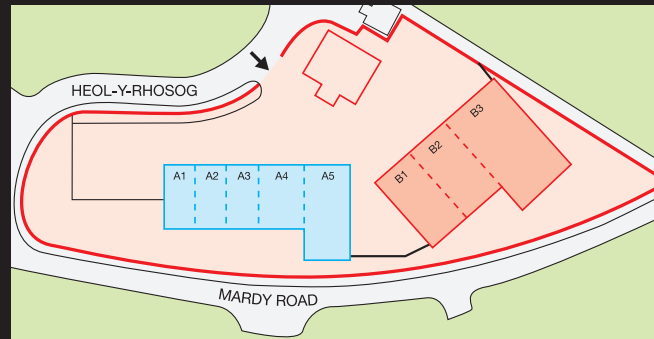 HEOL-Y-RHOSOG
A1 A2 A3 A4 A5
B1
B2
B3
MARDY ROAD